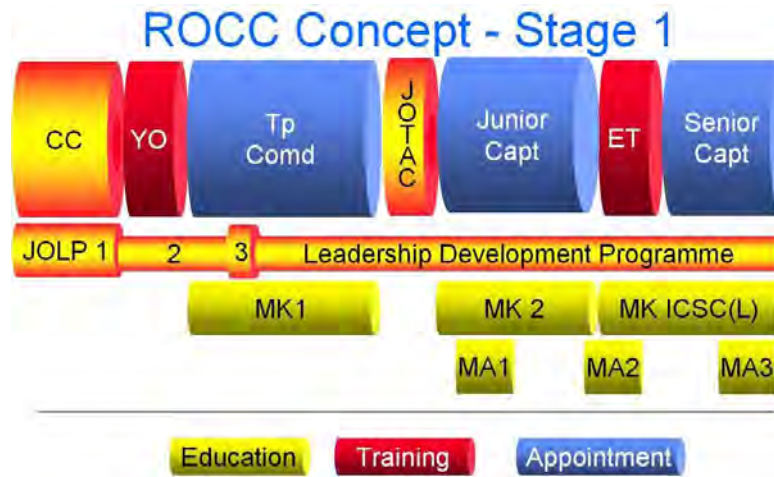 ROCC Concept - Stage 1
CC
YO
Tp
Comd
JOTAC
Junior
Capt
ET
Senior
Capt
JOLP 1
2
3
Leadership Development Programme
MK1
MK 2
MK ICSC(L)
MA1
MA2
MA3
Education
Training
Appointment